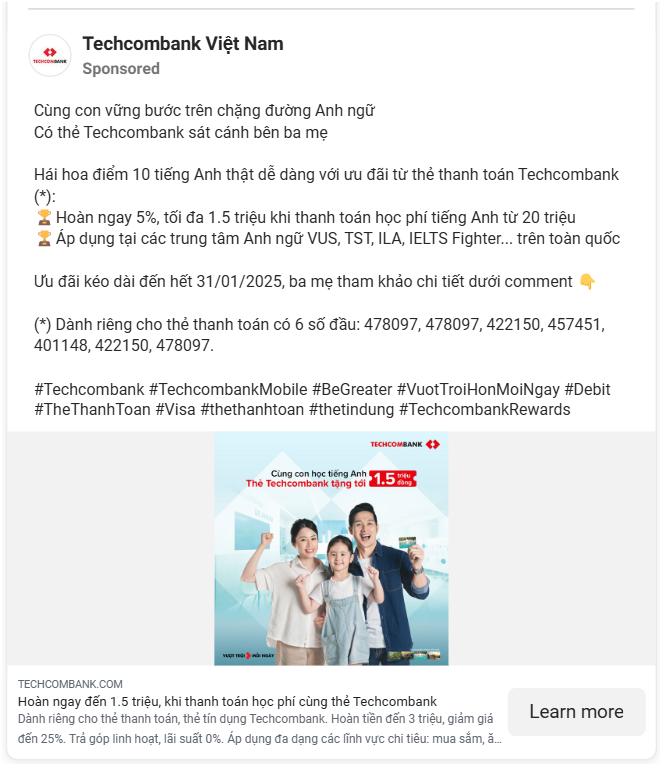 TECHCOMBANK
Techcombank Việt Nam
Sponsored
Cùng con vững bước trên chặng đường Anh ngữ
Có thẻ Techcombank sát cánh bên ba mẹ
Hái hoa điểm 10 tiếng Anh thật dễ dàng với ưu đãi từ thẻ thanh toán Techcombank
(*):
🏆 Hoàn ngay 5%, tối đa 1.5 triệu khi thanh toán học phí tiếng Anh từ 20 triệu
🏆 Áp dụng tại các trung tâm Anh ngữ VUS, TST, ILA, IELTS Fighter... trên toàn quốc
Ưu đãi kéo dài đến hết 31/01/2025, ba mẹ tham khảo chi tiết dưới comment 👇
(*) Dành riêng cho thẻ thanh toán có 6 số đầu: 478097, 478097, 422150, 457451,
401148, 422150, 478097.
#Techcombank #TechcombankMobile #BeGreater #VuotTroiHonMoiNgay #Debit
#TheThanhToan #Visa #thethanhtoan #thetindung #TechcombankRewards
TECHCOMBANK
Cùng con học tiếng Anh
Thẻ Techcombank tặng tới 1.5 triệu đồng
VƯỢT TRỘI MỖI NGÀY
TECHCOMBANK.COM
Hoàn ngay đến 1.5 triệu, khi thanh toán học phí cùng thẻ Techcombank
Dành riêng cho thẻ thanh toán, thẻ tín dụng Techcombank. Hoàn tiền đến 3 triệu, giảm giá
đến 25%. Trả góp linh hoạt, lãi suất 0%. Áp dụng đa dạng các lĩnh vực chi tiêu: mua sắm, ă...
Learn more